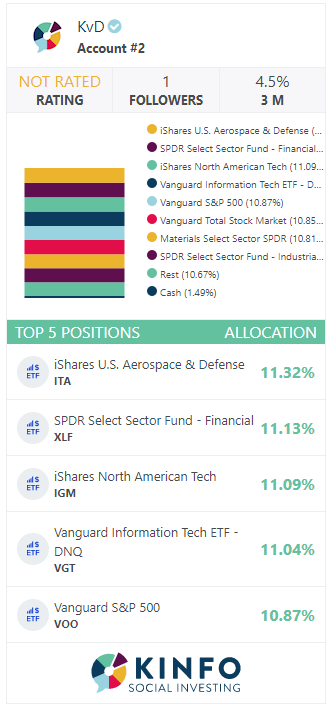 KvD
Account #2
NOT RATED
RATING
1
FOLLOWERS
4.5%
3 M
iShares U.S. Aerospace & Defense (...
SPDR Select Sector Fund - Financial...
iShares North American Tech (11.09...
Vanguard Information Tech ETF - D...
Vanguard S&P 500 (10.87%)
Vanguard Total Stock Market (10.85...
Materials Select Sector SPDR (10.81...
SPDR Select Sector Fund - Industria...
Rest (10.67%)
Cash (1.49%)
TOP 5 POSITIONS ALLOCATION
$
ETF
iShares U.S. Aerospace & Defense
ITA
11.32%
$
ETF
SPDR Select Sector Fund - Financial
XLF
11.13%
$
ETF
iShares North American Tech
IGM
11.09%
$
ETF
Vanguard Information Tech ETF -
DNQ
VGT
11.04%
$
ETF
Vanguard S&P 500
VOO
10.87%
KINFO
SOCIAL INVESTING